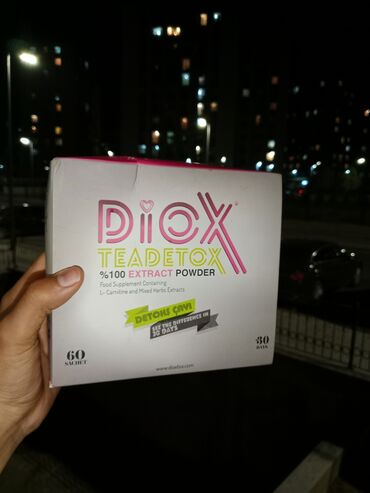 DiOX
TEADETOX
%100 EXTRACT POWDER
Food Supplement Containing
L- Carnitine and Mixed Herbs Extracts
DETOKS ÇAYI
SEE THE DIFFERENCE IN
30 DAYS
60
SACHET
30
DAYS
www.dioxtea.com